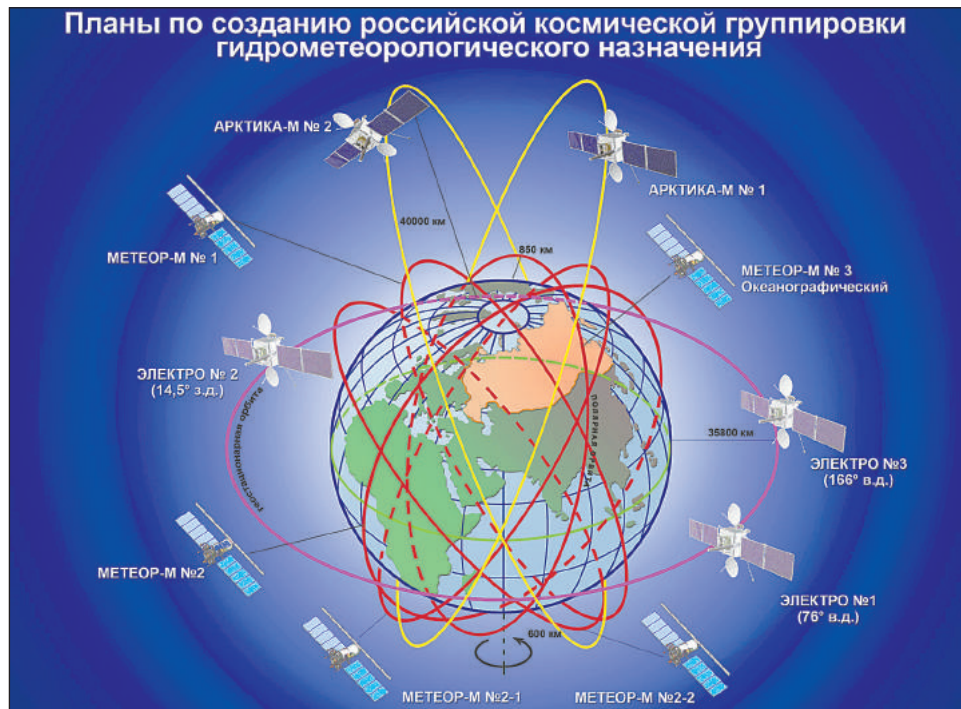 Планы по созданию российской космической группировки
гидрометеорологического назначения
АРКТИКА-М № 2
АРКТИКА-М № 1
40000 км
850 км
МЕТЕОР-М № 1
МЕТЕОР-М № 3
Океанографический
ЭЛЕКТРО № 2
(14,5° з.д.)
геостационарная орбита
полярная орбита
35800 км
ЭЛЕКТРО №3
(166° в.д.)
МЕТЕОР-М №2
ЭЛЕКТРО №1
(76° в.д.)
600 км
МЕТЕОР-М №2-1
МЕТЕОР-М №2-2